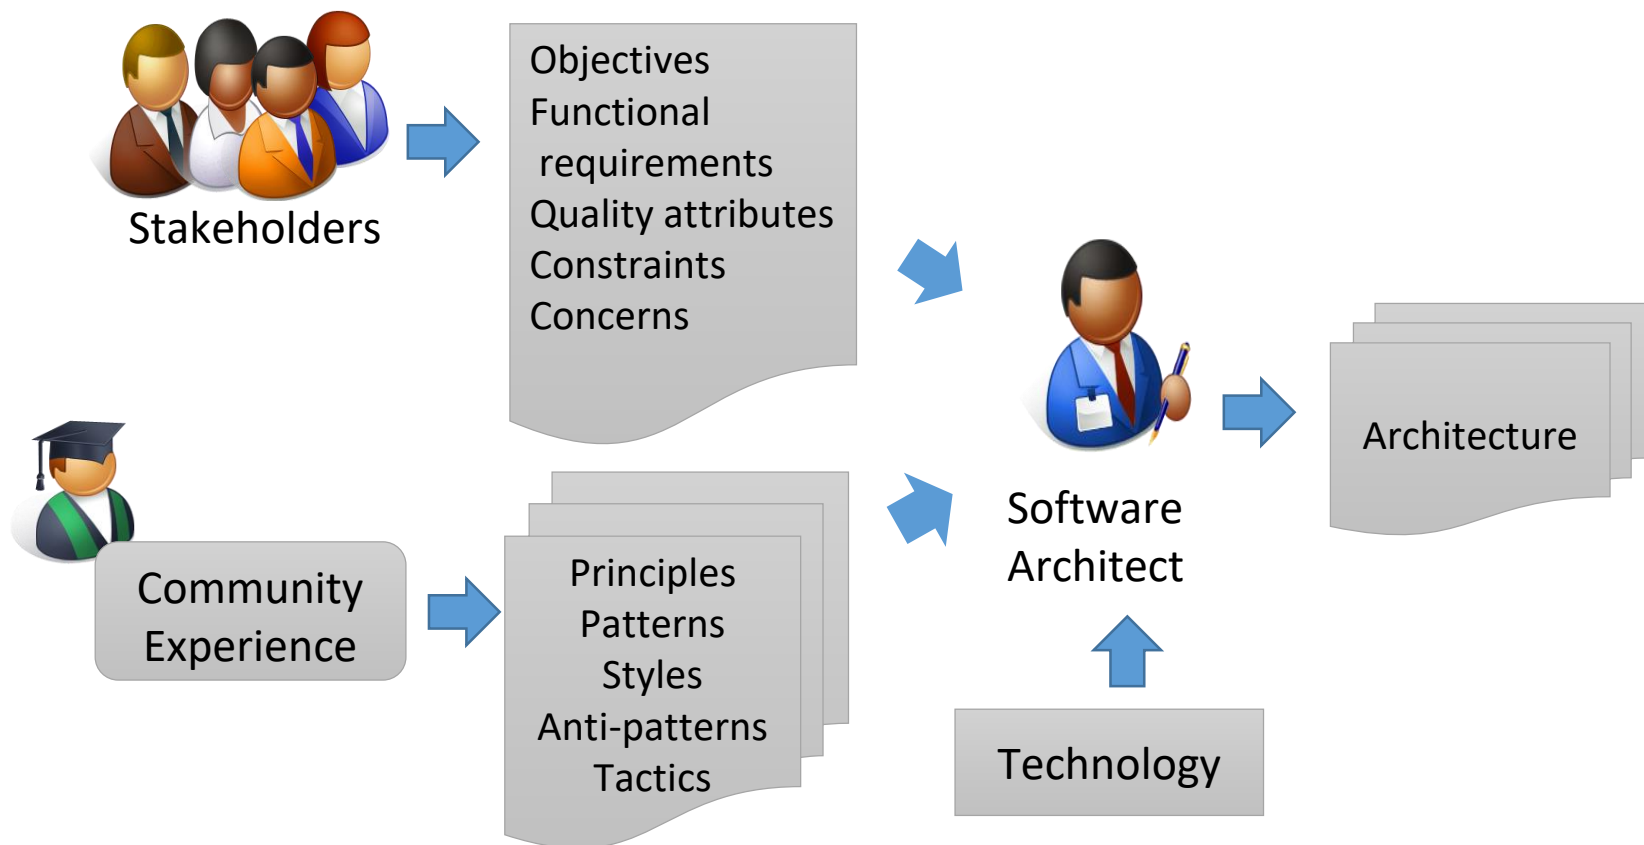 Stakeholders
Objectives
Functional
requirements
Quality attributes
Constraints
Concerns
Community
Experience
Principles
Patterns
Styles
Anti-patterns
Tactics
Software
Architect
Technology
Architecture